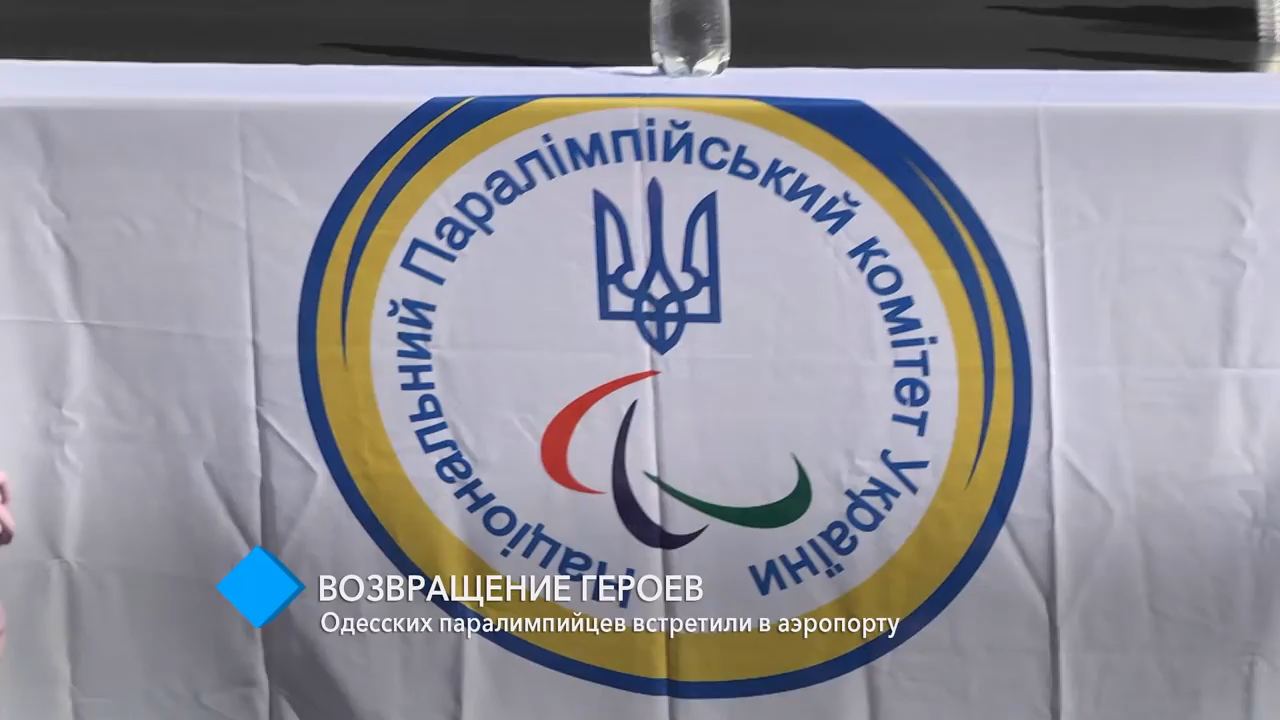 Національний Паралімпійський комітет України
ВОЗВРАЩЕНИЕ ГЕРОЕВ
Одесских паралимпийцев встретили в аэропорту